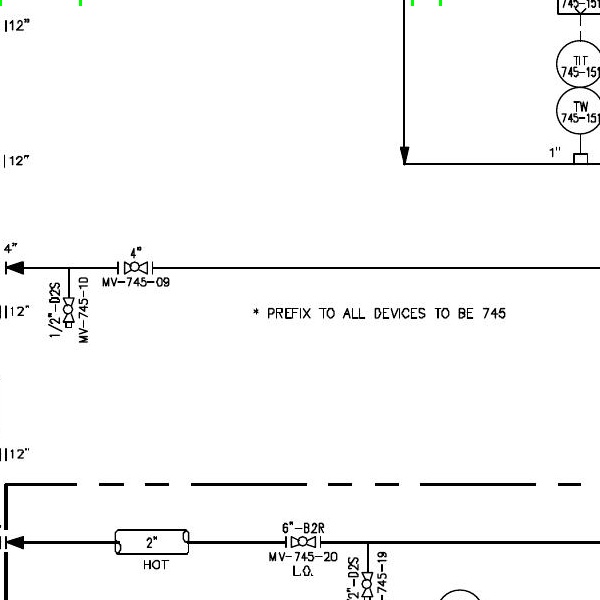 745-151
12"
TIT
745-151
TW
745-151
12"
1"
4"
4"
MV-745-09
1/2"-D2S
MV-745-10
12"
* PREFIX TO ALL DEVICES TO BE 745
12"
6"-B2R
2"
HOT
MV-745-20
L.O.
2"-D2S
-745-19